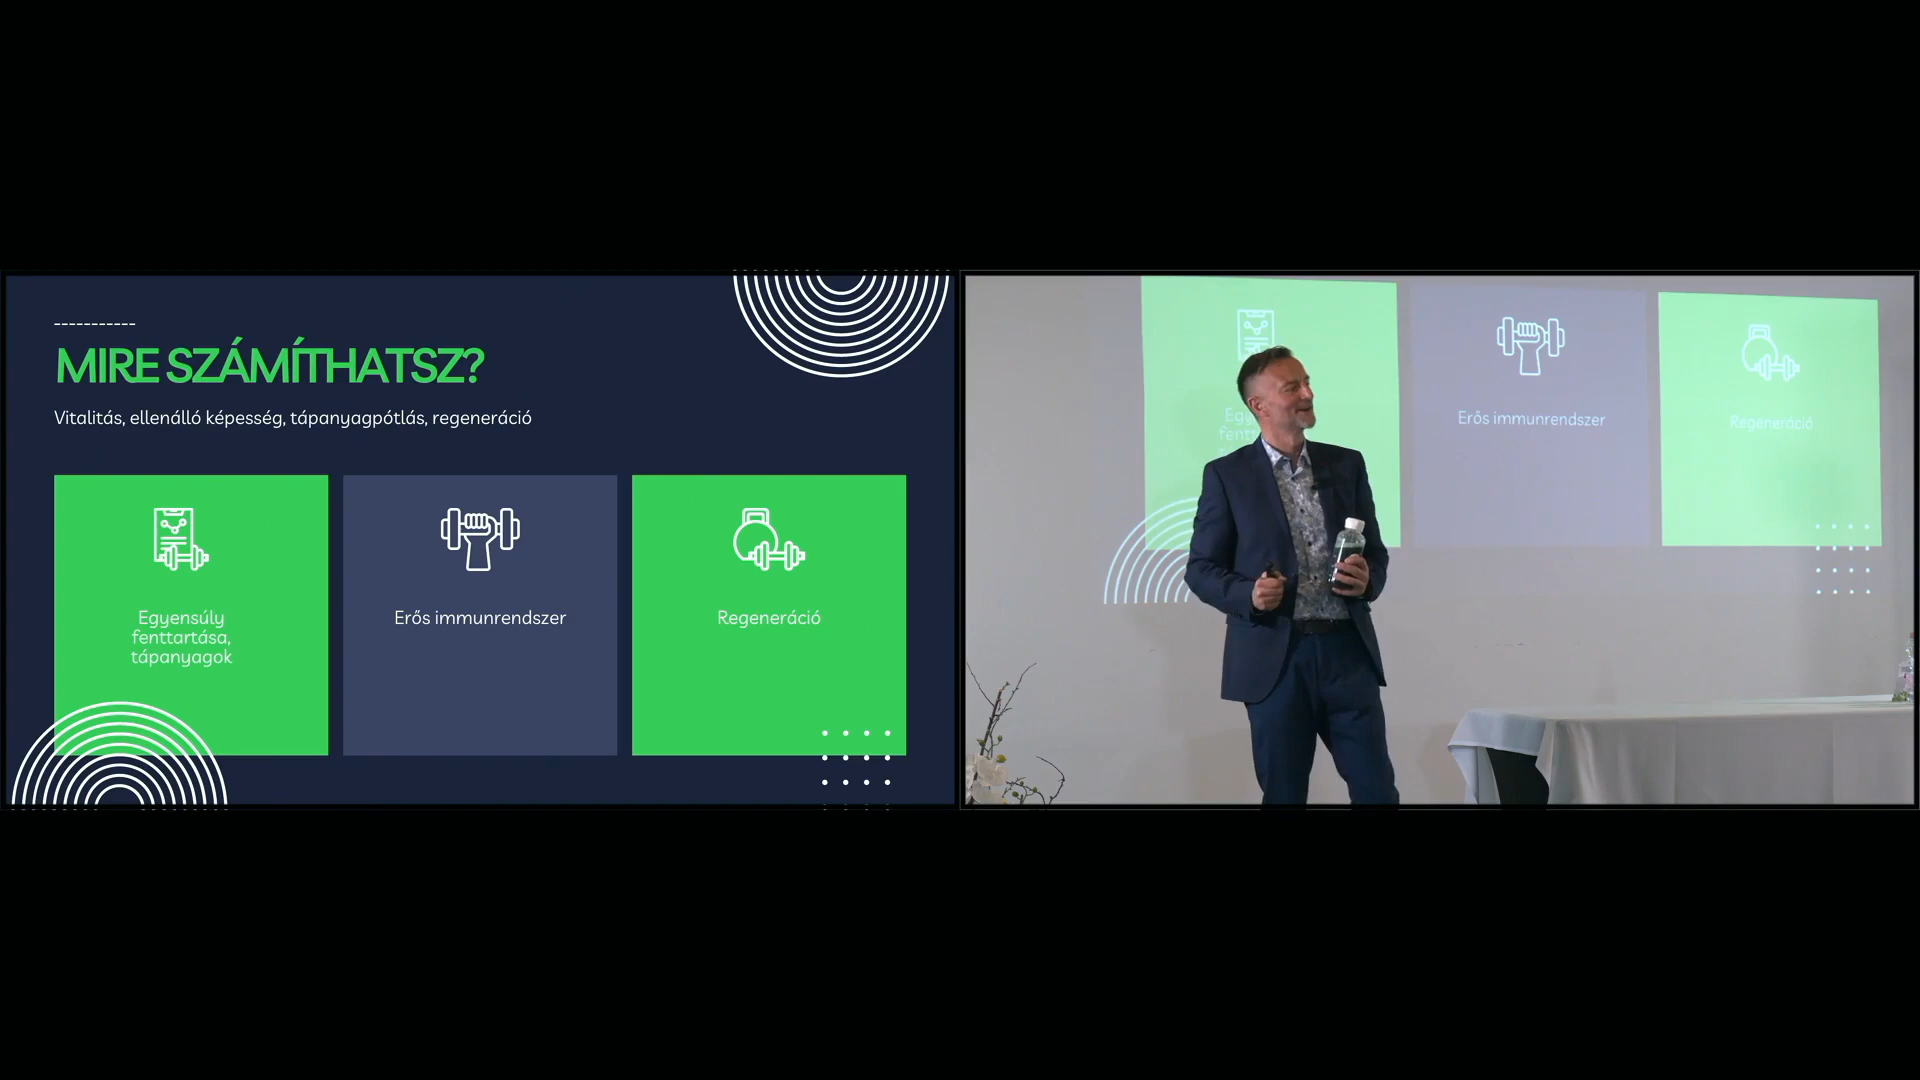 -----------
MIRE SZÁMÍTHATSZ?
Vitalitás, ellenálló képesség, tápanyagpótlás, regeneráció
Egyensúly
fenttartása,
tápanyagok
Erős immunrendszer
Regeneráció
Erős immunrendszer
Regeneráció